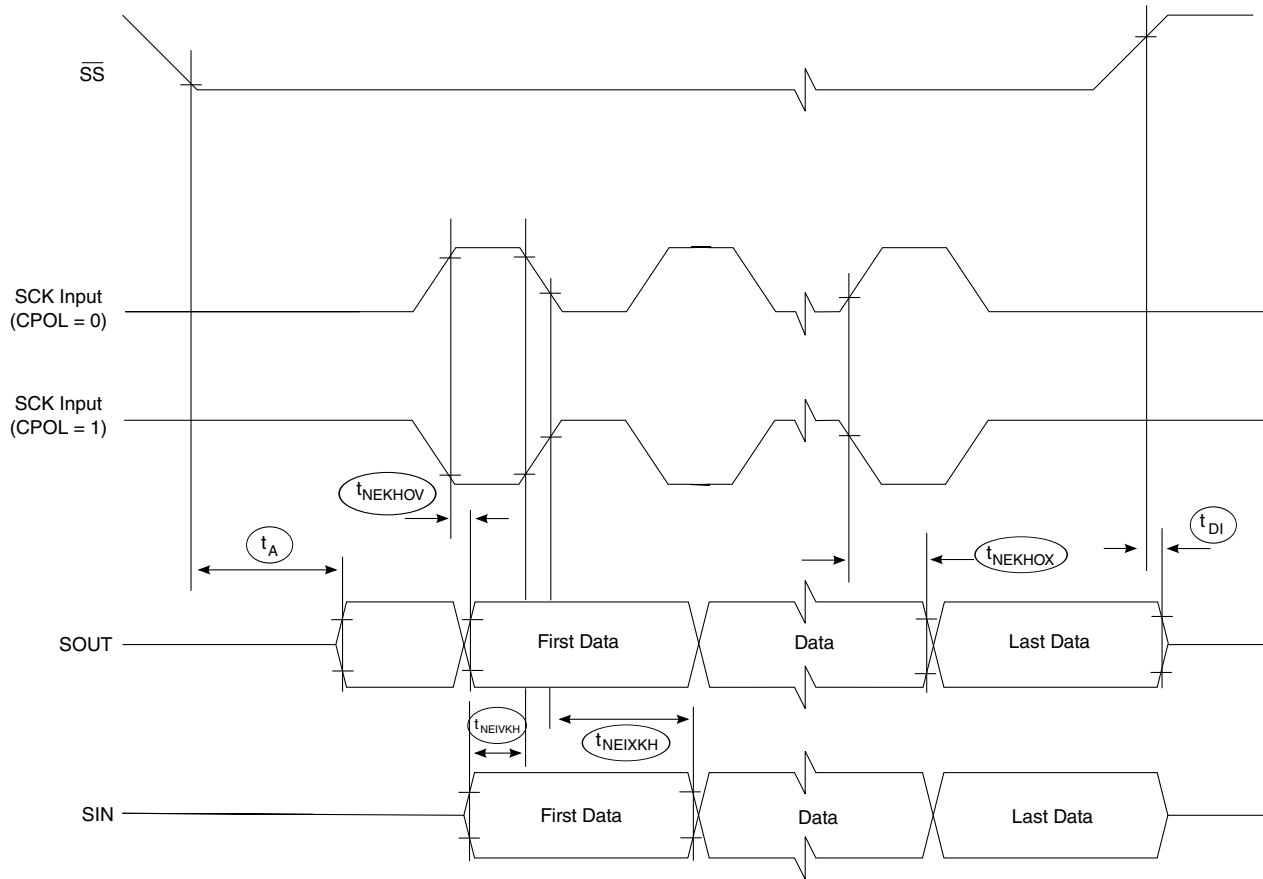 SS
SCK Input
(CPOL = 0)
SCK Input
(CPOL = 1)
tNEKHOV
tA
tNEKHOX
tDI
SOUT
First Data
Data
Last Data
tNEIVKH
tNEIXKH
SIN
First Data
Data
Last Data